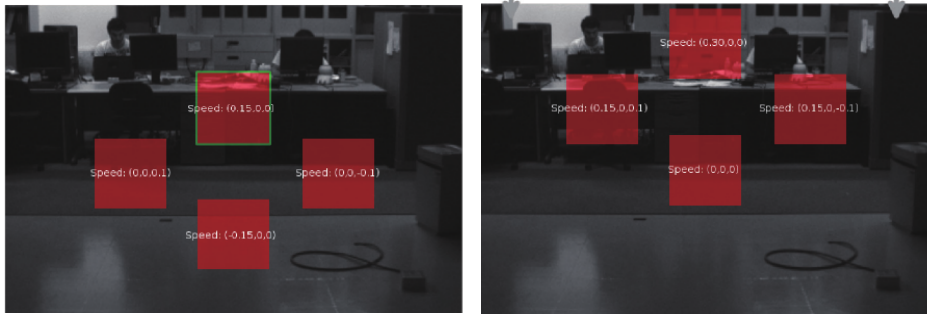 Speed: (0.15,0,0)
Speed: (0,0,0.1)
Speed: (0,0,-0.1)
Speed: (-0.15,0,0)
Speed: (0.30,0,0)
Speed: (0.15,0,0.1)
Speed: (0.15,0,-0.1)
Speed: (0,0,0)